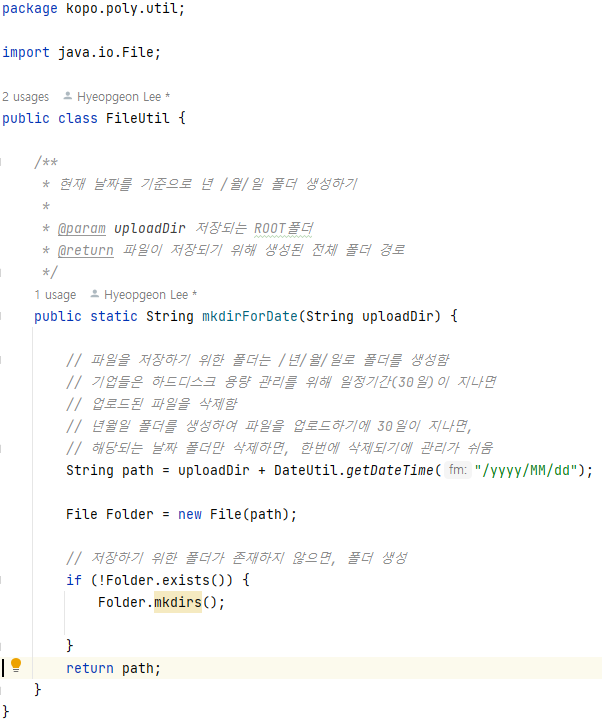 package kopo.poly.util;
import java.io.File;
2 usages Hyeopgeon Lee *
public class FileUtil {
/**
* 현재 날짜를 기준으로 년 /월/일 폴더 생성하기
*
* @param uploadDir 저장되는 ROOT폴더
* @return 파일이 저장되기 위해 생성된 전체 폴더 경로
*/
1 usage Hyeopgeon Lee *
public static String mkdirForDate(String uploadDir) {
// 파일을 저장하기 위한 폴더는 /년/월/일로 폴더를 생성함
// 기업들은 하드디스크 용량 관리를 위해 일정기간(30일)이 지나면
// 업로드된 파일을 삭제함
// 년월일 폴더를 생성하여 파일을 업로드하기에 30일이 지나면,
// 해당되는 날짜 폴더만 삭제하면, 한번에 삭제되기에 관리가 쉬움
String path = uploadDir + DateUtil.getDateTime( fm: "/yyyy/MM/dd");
File Folder = new File(path);
// 저장하기 위한 폴더가 존재하지 않으면, 폴더 생성
if (!Folder.exists()) {
Folder.mkdirs();
}
return path;
}
}